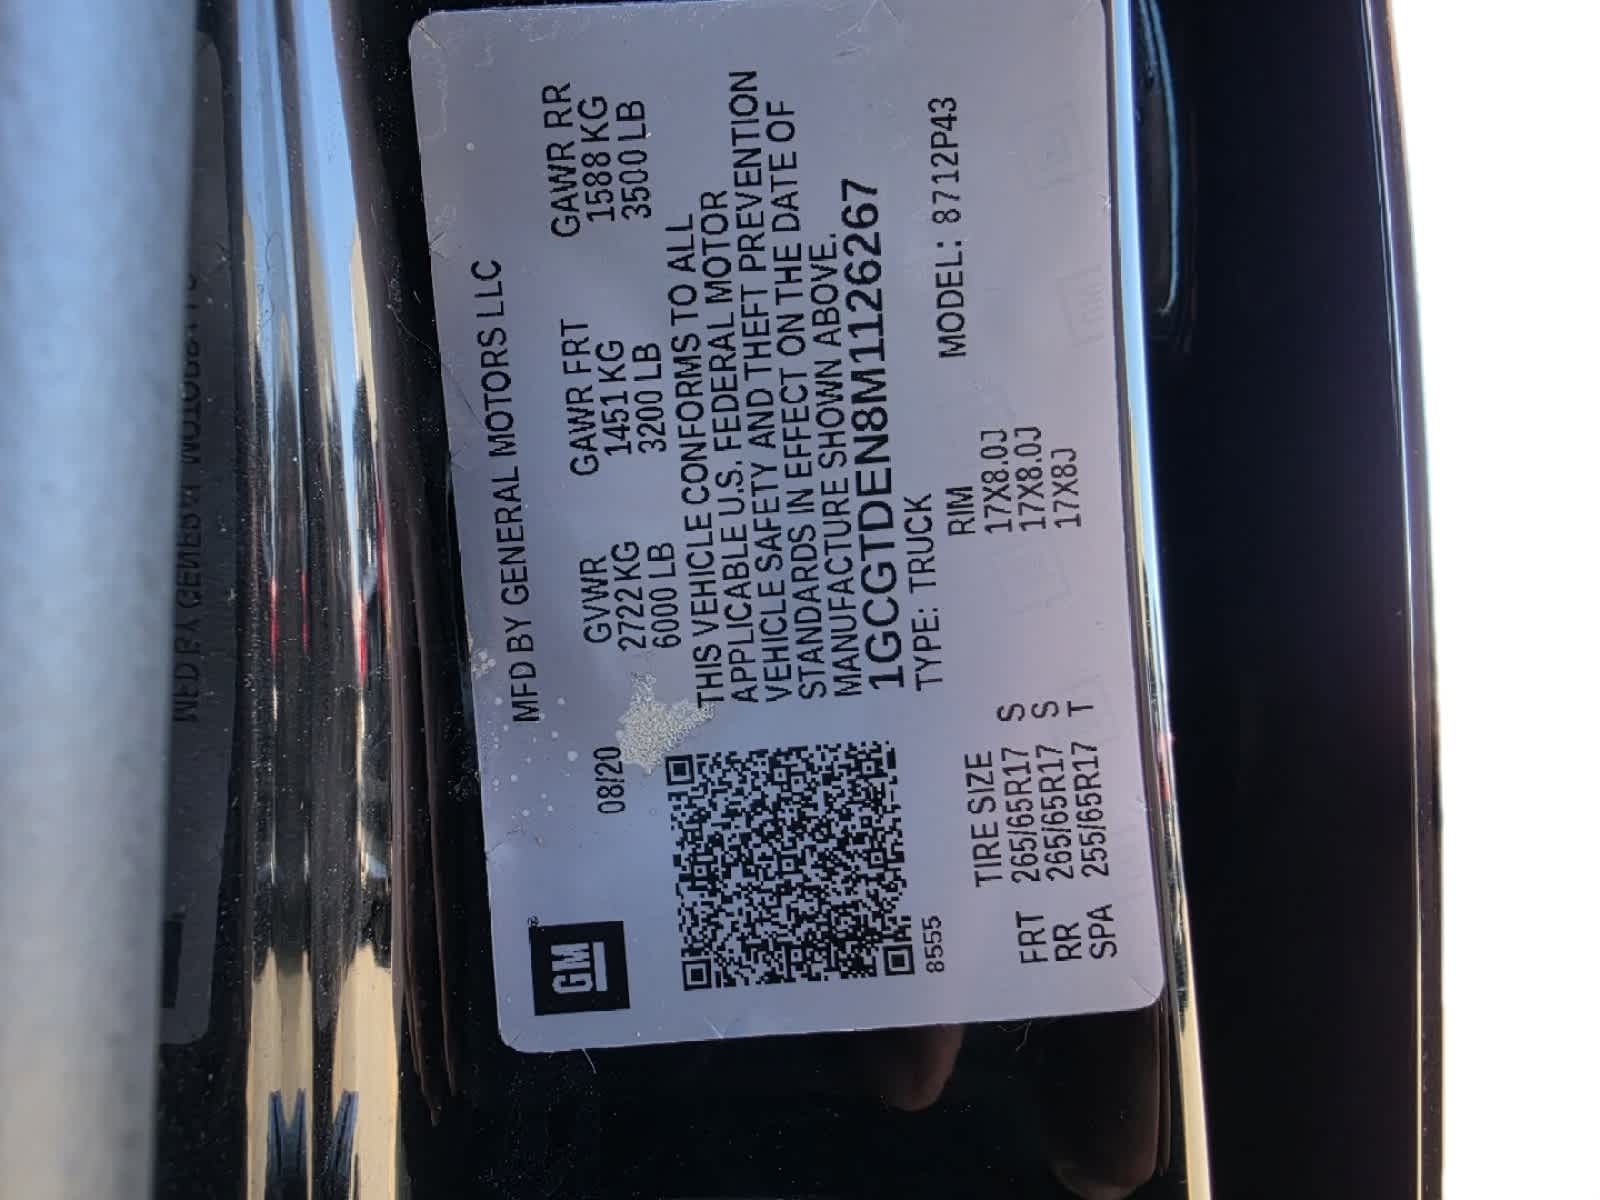 GM
MFD BY GENERAL MOTORS LLC
08/20 GVWR GAWR FRT GAWR RR
2722 KG 1451 KG 1588 KG
6000 LB 3200 LB 3500 LB
THIS VEHICLE CONFORMS TO ALL
APPLICABLE U.S. FEDERAL MOTOR
VEHICLE SAFETY AND THEFT PREVENTION
STANDARDS IN EFFECT ON THE DATE OF
MANUFACTURE SHOWN ABOVE.
1GCGTDEN8M1126267
8555 TYPE: TRUCK MODEL: 8712P43
TIRE SIZE RIM
FRT 265/65R17 S 17X8.0J
RR 265/65R17 S 17X8.0J
SPA 255/65R17 T 17X8J